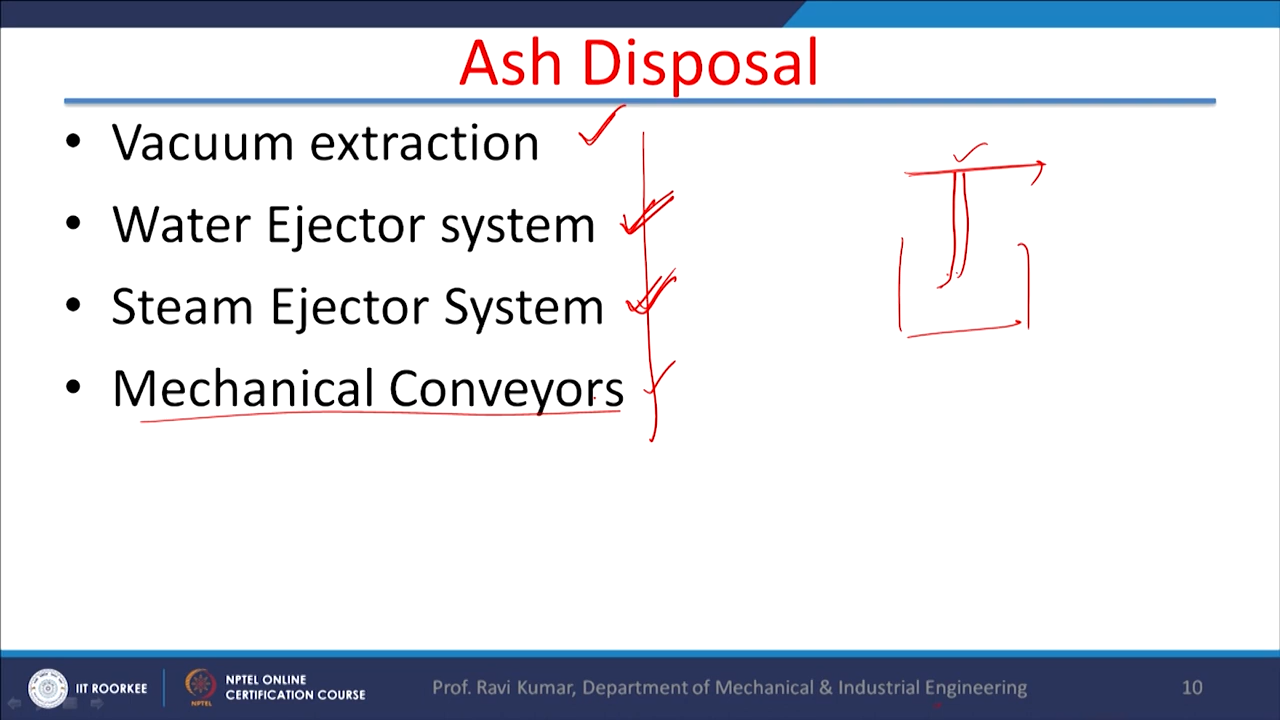 Ash Disposal
• Vacuum extraction
• Water Ejector system
• Steam Ejector System
• Mechanical Conveyors
IIT ROORKEE
NPTEL ONLINE
CERTIFICATION COURSE
NPTEL
Prof. Ravi Kumar, Department of Mechanical & Industrial Engineering
10